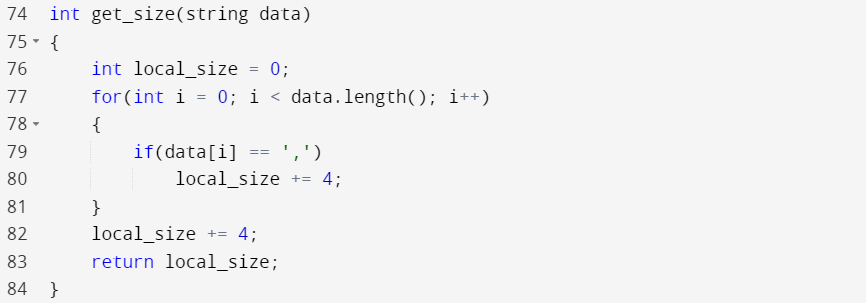 74 int get_size(string data)
75 {
76     int local_size = 0;
77     for(int i = 0; i < data.length(); i++)
78     {
79         if(data[i] == ',')
80             local_size += 4;
81     }
82     local_size += 4;
83     return local_size;
84 }